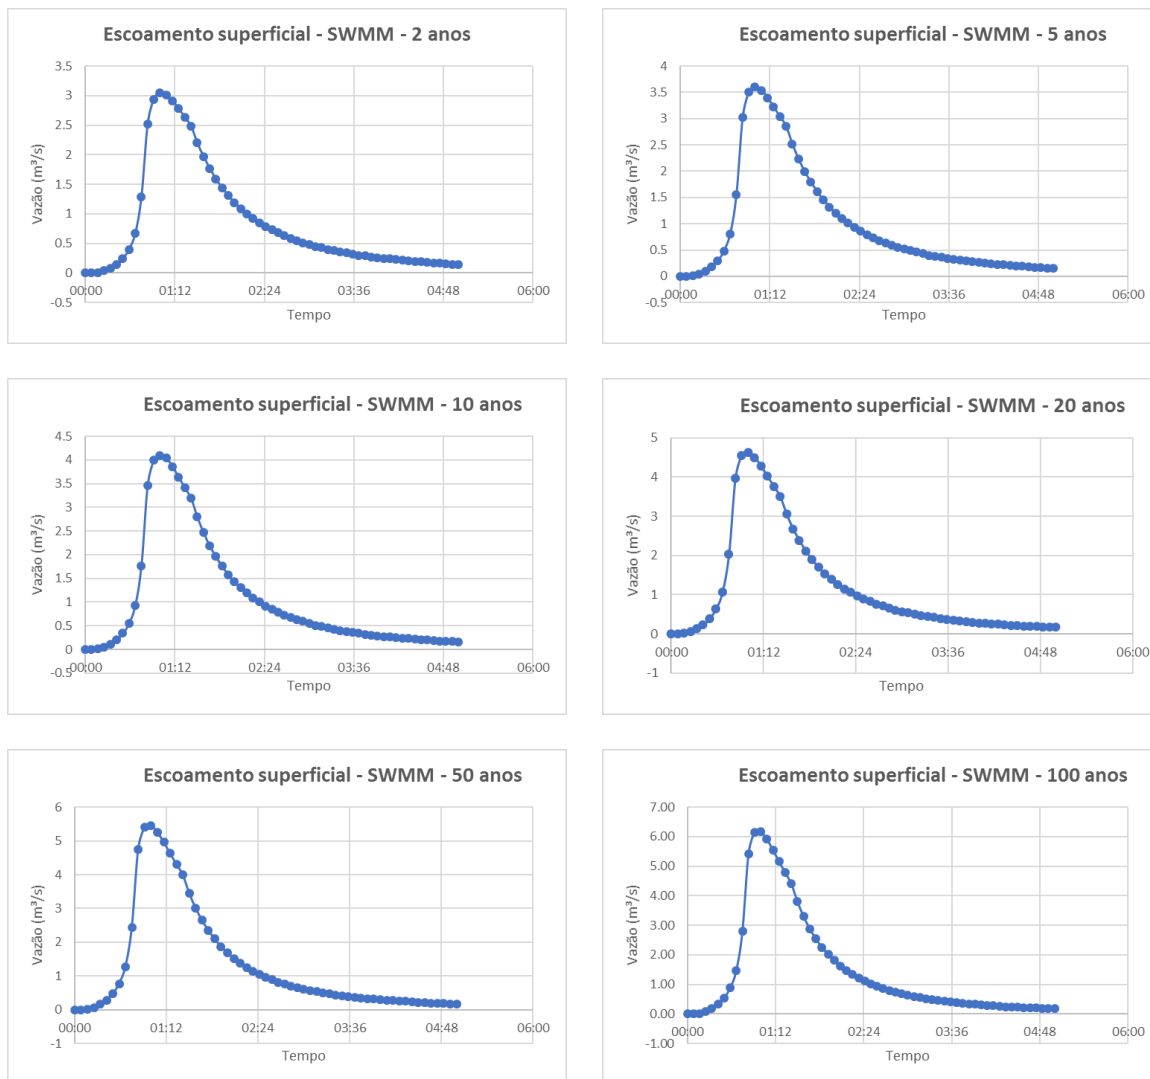 Escoamento superficial - SWMM - 2 anos
3.5
3
2.5
2
1.5
1
0.5
0
-0.5
00:00 01:12 02:24 03:36 04:48 06:00
Vazão (m³/s)
Tempo
Escoamento superficial - SWMM - 5 anos
4
3.5
3
2.5
2
1.5
1
0.5
0
-0.5
00:00 01:12 02:24 03:36 04:48 06:00
Vazão (m³/s)
Tempo
Escoamento superficial - SWMM - 10 anos
4.5
4
3.5
3
2.5
2
1.5
1
0.5
0
-0.5
00:00 01:12 02:24 03:36 04:48 06:00
Vazão (m³/s)
Tempo
Escoamento superficial - SWMM - 20 anos
5
4
3
2
1
0
-1
00:00 01:12 02:24 03:36 04:48 06:00
Vazão (m³/s)
Tempo
Escoamento superficial - SWMM - 50 anos
6
5
4
3
2
1
0
-1
00:00 01:12 02:24 03:36 04:48 06:00
Vazão (m³/s)
Tempo
Escoamento superficial - SWMM - 100 anos
7.00
6.00
5.00
4.00
3.00
2.00
1.00
0.00
-1.00
00:00 01:12 02:24 03:36 04:48 06:00
Vazão (m³/s)
Tempo